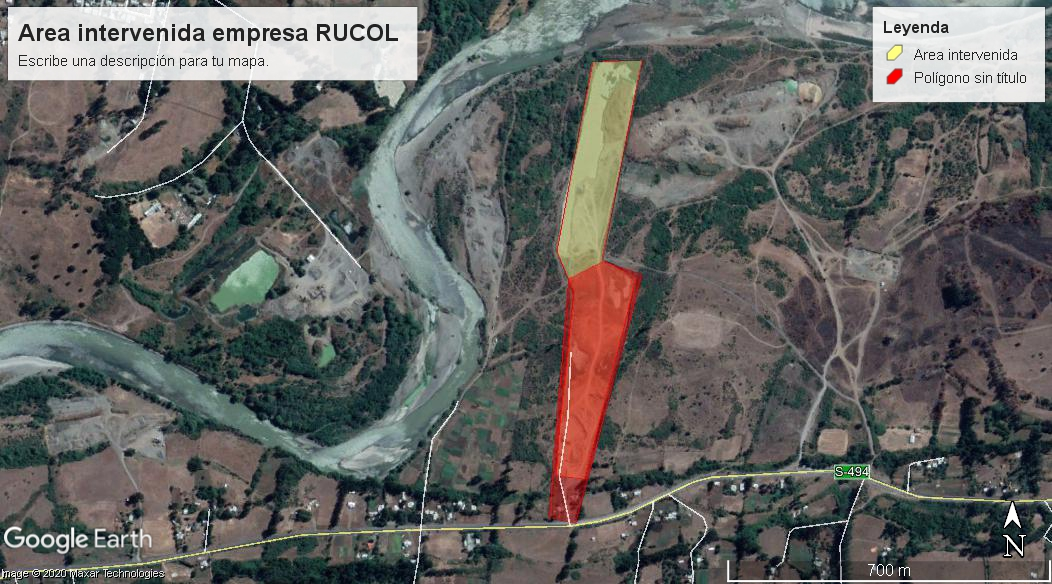 Area intervenida empresa RUCOL
Escribe una descripción para tu mapa.
Leyenda
Area intervenida
Polígono sin título
S-494
Google Earth
N
Image © 2020 Maxar Technologies
700 m